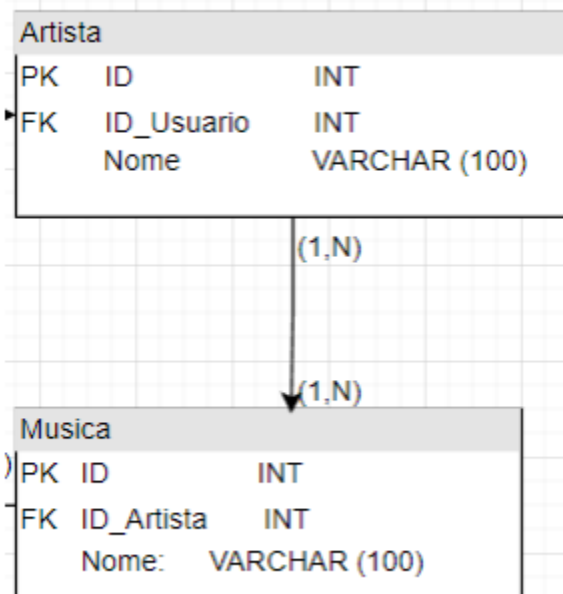 Artista
PK ID INT
FK ID_Usuario INT
Nome VARCHAR (100)
(1,N)
(1,N)
Musica
)
PK ID INT
FK ID_Artista INT
Nome: VARCHAR (100)